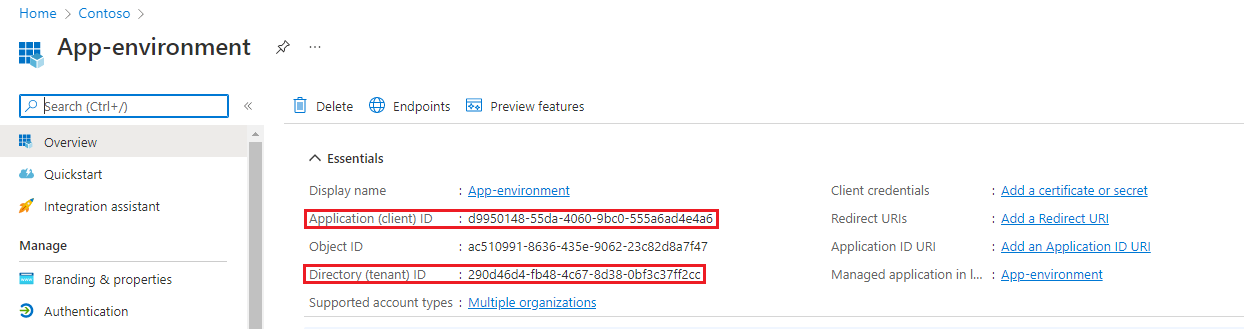 Home > Contoso >
App-environment
Search (Ctrl+/)
Overview
Quickstart
Integration assistant
Manage
Branding & properties
Authentication
Delete Endpoints Preview features
Essentials
Display name : App-environment
Application (client) ID : d9950148-55da-4060-9bc0-555a6ad4e4a6
Object ID : ac510991-8636-435e-9062-23c82d8a7f47
Directory (tenant) ID : 290d46d4-fb48-4c67-8d38-0bf3c37ff2cc
Supported account types : Multiple organizations
Client credentials : Add a certificate or secret
Redirect URIs : Add a Redirect URI
Application ID URI : Add an Application ID URI
Managed application in l... : App-environment